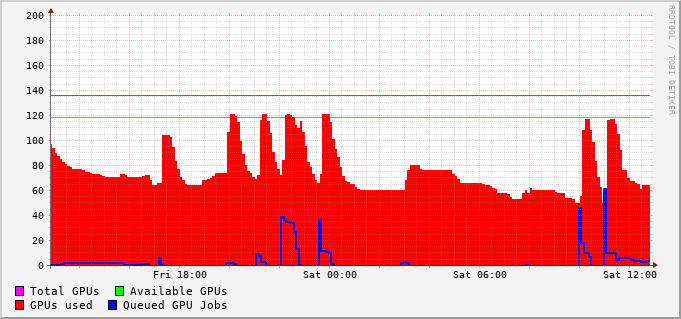 200
180
160
140
120
100
80
60
40
20
0
Fri 18:00 Sat 00:00 Sat 06:00 Sat 12:00
Total GPUs Available GPUs
GPUs used Queued GPU Jobs
RRDTOOL / TOBI OETIKER